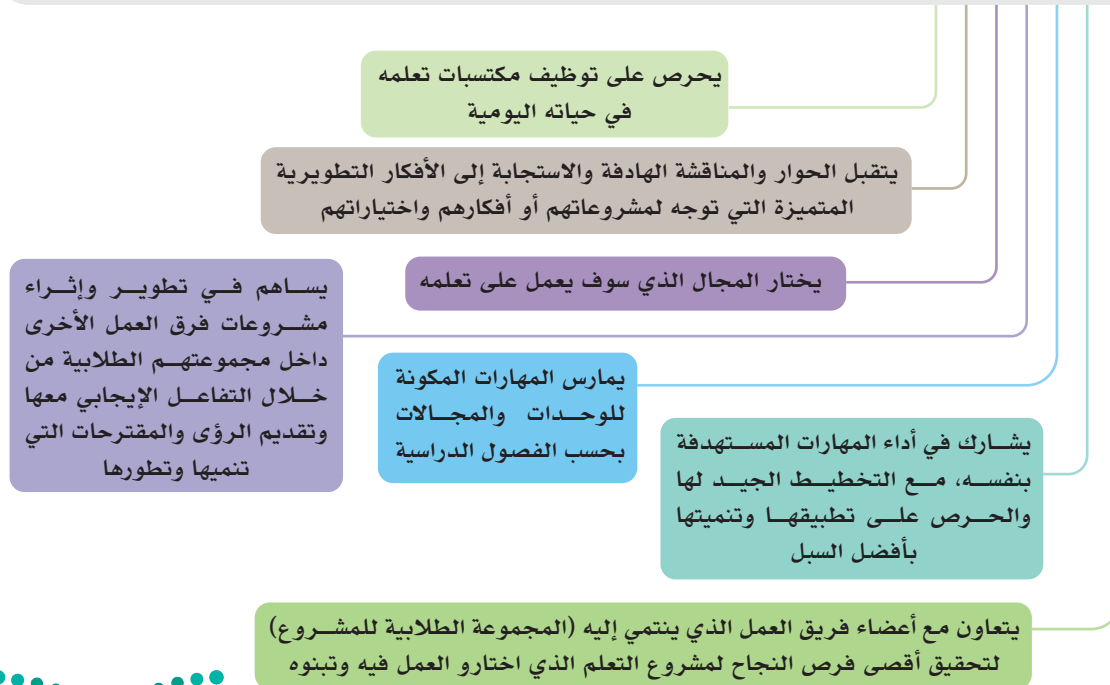 يحرص على توظيف مكتسبات تعلمه
في حياته اليومية
يتقبل الحوار والمناقشة الهادفة والاستجابة إلى الأفكار التطويرية
المتميزة التي توجه لمشروعاتهم أو أفكارهم واختياراتهم
يختار المجال الذي سوف يعمل على تعلمه
يساهم في تطوير وإثراء
مشروعات فرق العمل الأخرى
داخل مجموعتهم الطلابية من
خلال التفاعل الإيجابي معها
وتقديم الرؤى والمقترحات التي
تنميها وتطورها
يمارس المهارات المكونة
للوحدات والمجالات
بحسب الفصول الدراسية
يشارك في أداء المهارات المستهدفة
بنفسه، مع التخطيط الجيد لها
والحرص على تطبيقها وتنميتها
بأفضل السبل
يتعاون مع أعضاء فريق العمل الذي ينتمي إليه (المجموعة الطلابية للمشروع)
لتحقيق أقصى فرص النجاح لمشروع التعلم الذي اختارو العمل فيه وتبنوه